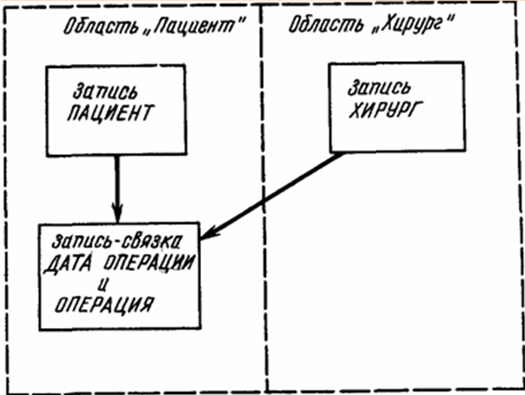 Область „Пациент"
Область „Хирург"
Запись
ПАЦИЕНТ
Запись
ХИРУРГ
Запись-связка
ДАТА ОПЕРАЦИИ
и
ОПЕРАЦИЯ